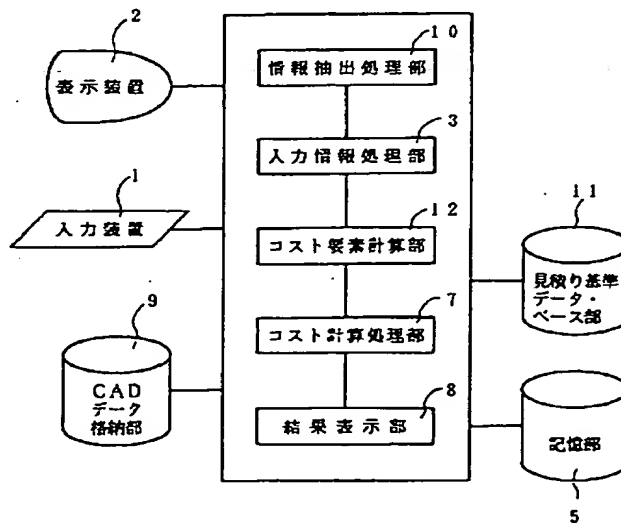 2
表示装置
1
入力装置
9
CAD
データ
格納部
10
情報抽出処理部
3
入力情報処理部
12
コスト要素計算部
7
コスト計算処理部
8
結果表示部
11
見積り基準
データ・
ベース部
記憶部
5